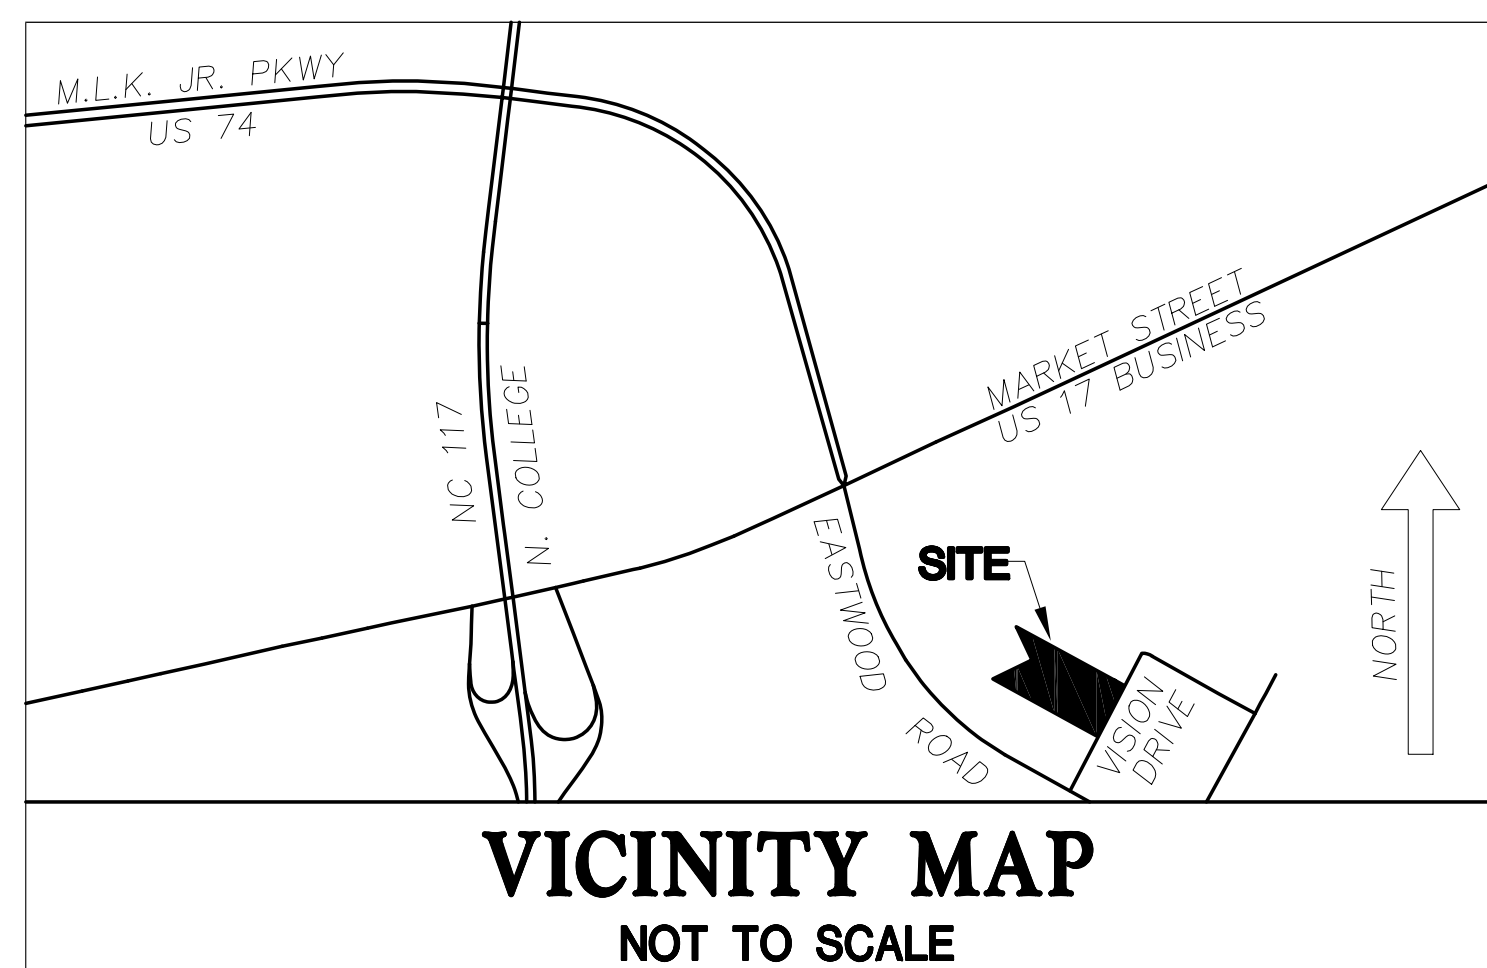 M.L.K. JR. PKWY
US 74
MARKET STREET
US 17 BUSINESS
NC 117
N. COLLEGE
EASTWOOD ROAD
SITE
VISION
DRIVE
NORTH
VICINITY MAP
NOT TO SCALE